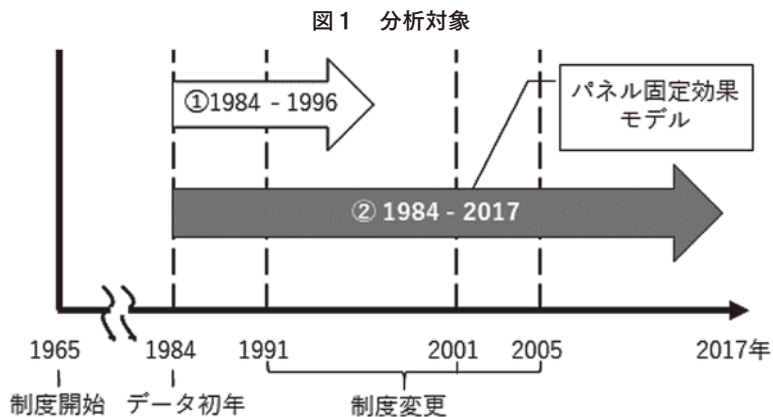 図1 分析対象
①1984 - 1996
パネル固定効果
モデル
② 1984 - 2017
1965 1984 1991 2001 2005 2017年
制度開始 データ初年 制度変更